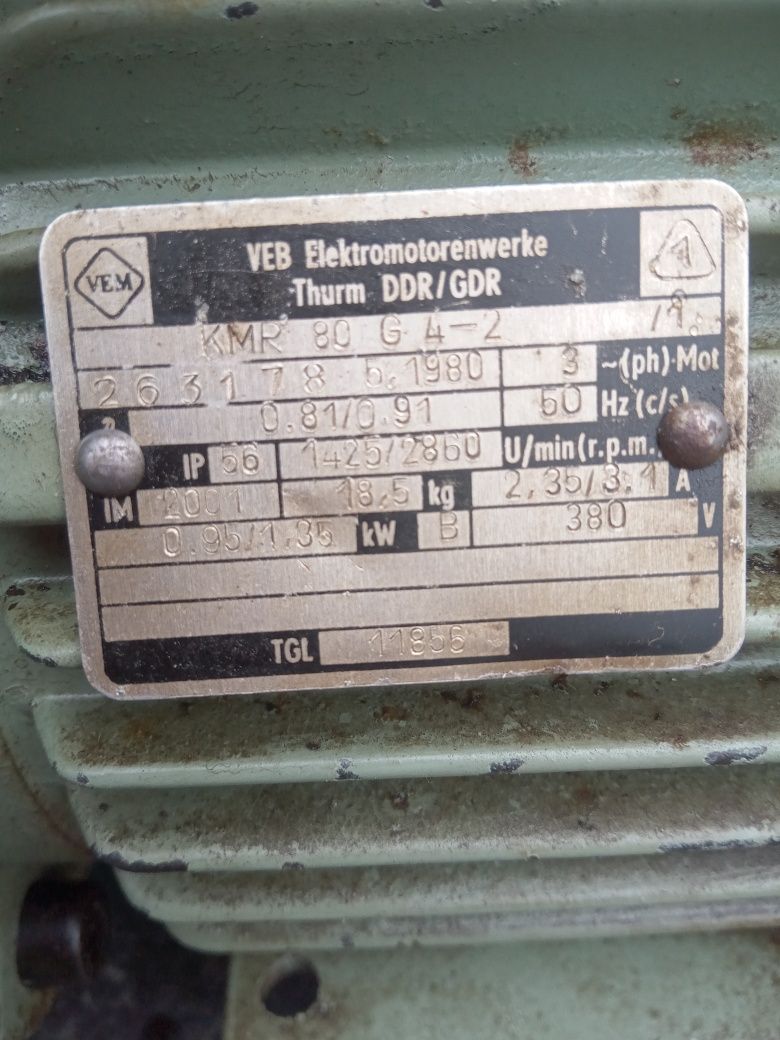 VEM
VEB Elektromotorenwerke
Thurm DDR/GDR
1
KMR 80 G 4-2
263178 5.1980 3 ~(ph)-Mot
0.81/0.91 50 Hz (c/s)
IP 56 1425/2860 U/min (r.p.m.
IM 2001 18,5 kg 2,35/3.1 A
0.95/1.35 kW B 380 V
TGL 11856